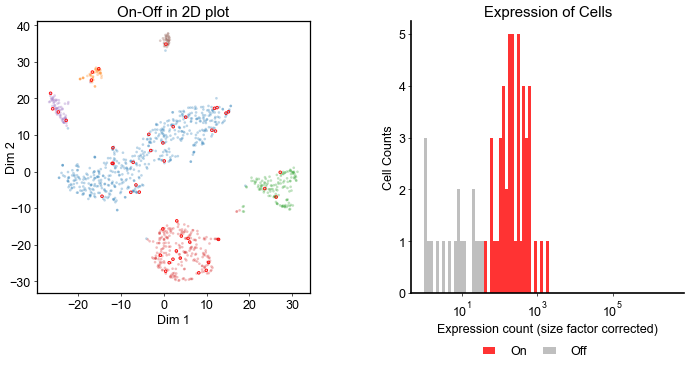 On-Off in 2D plot
40
30
20
10
0
−10
−20
−30
Dim 2
−20 −10 0 10 20 30
Dim 1
Expression of Cells
5
4
3
2
1
0
Cell Counts
10^1 10^3 10^5
Expression count (size factor corrected)
On Off